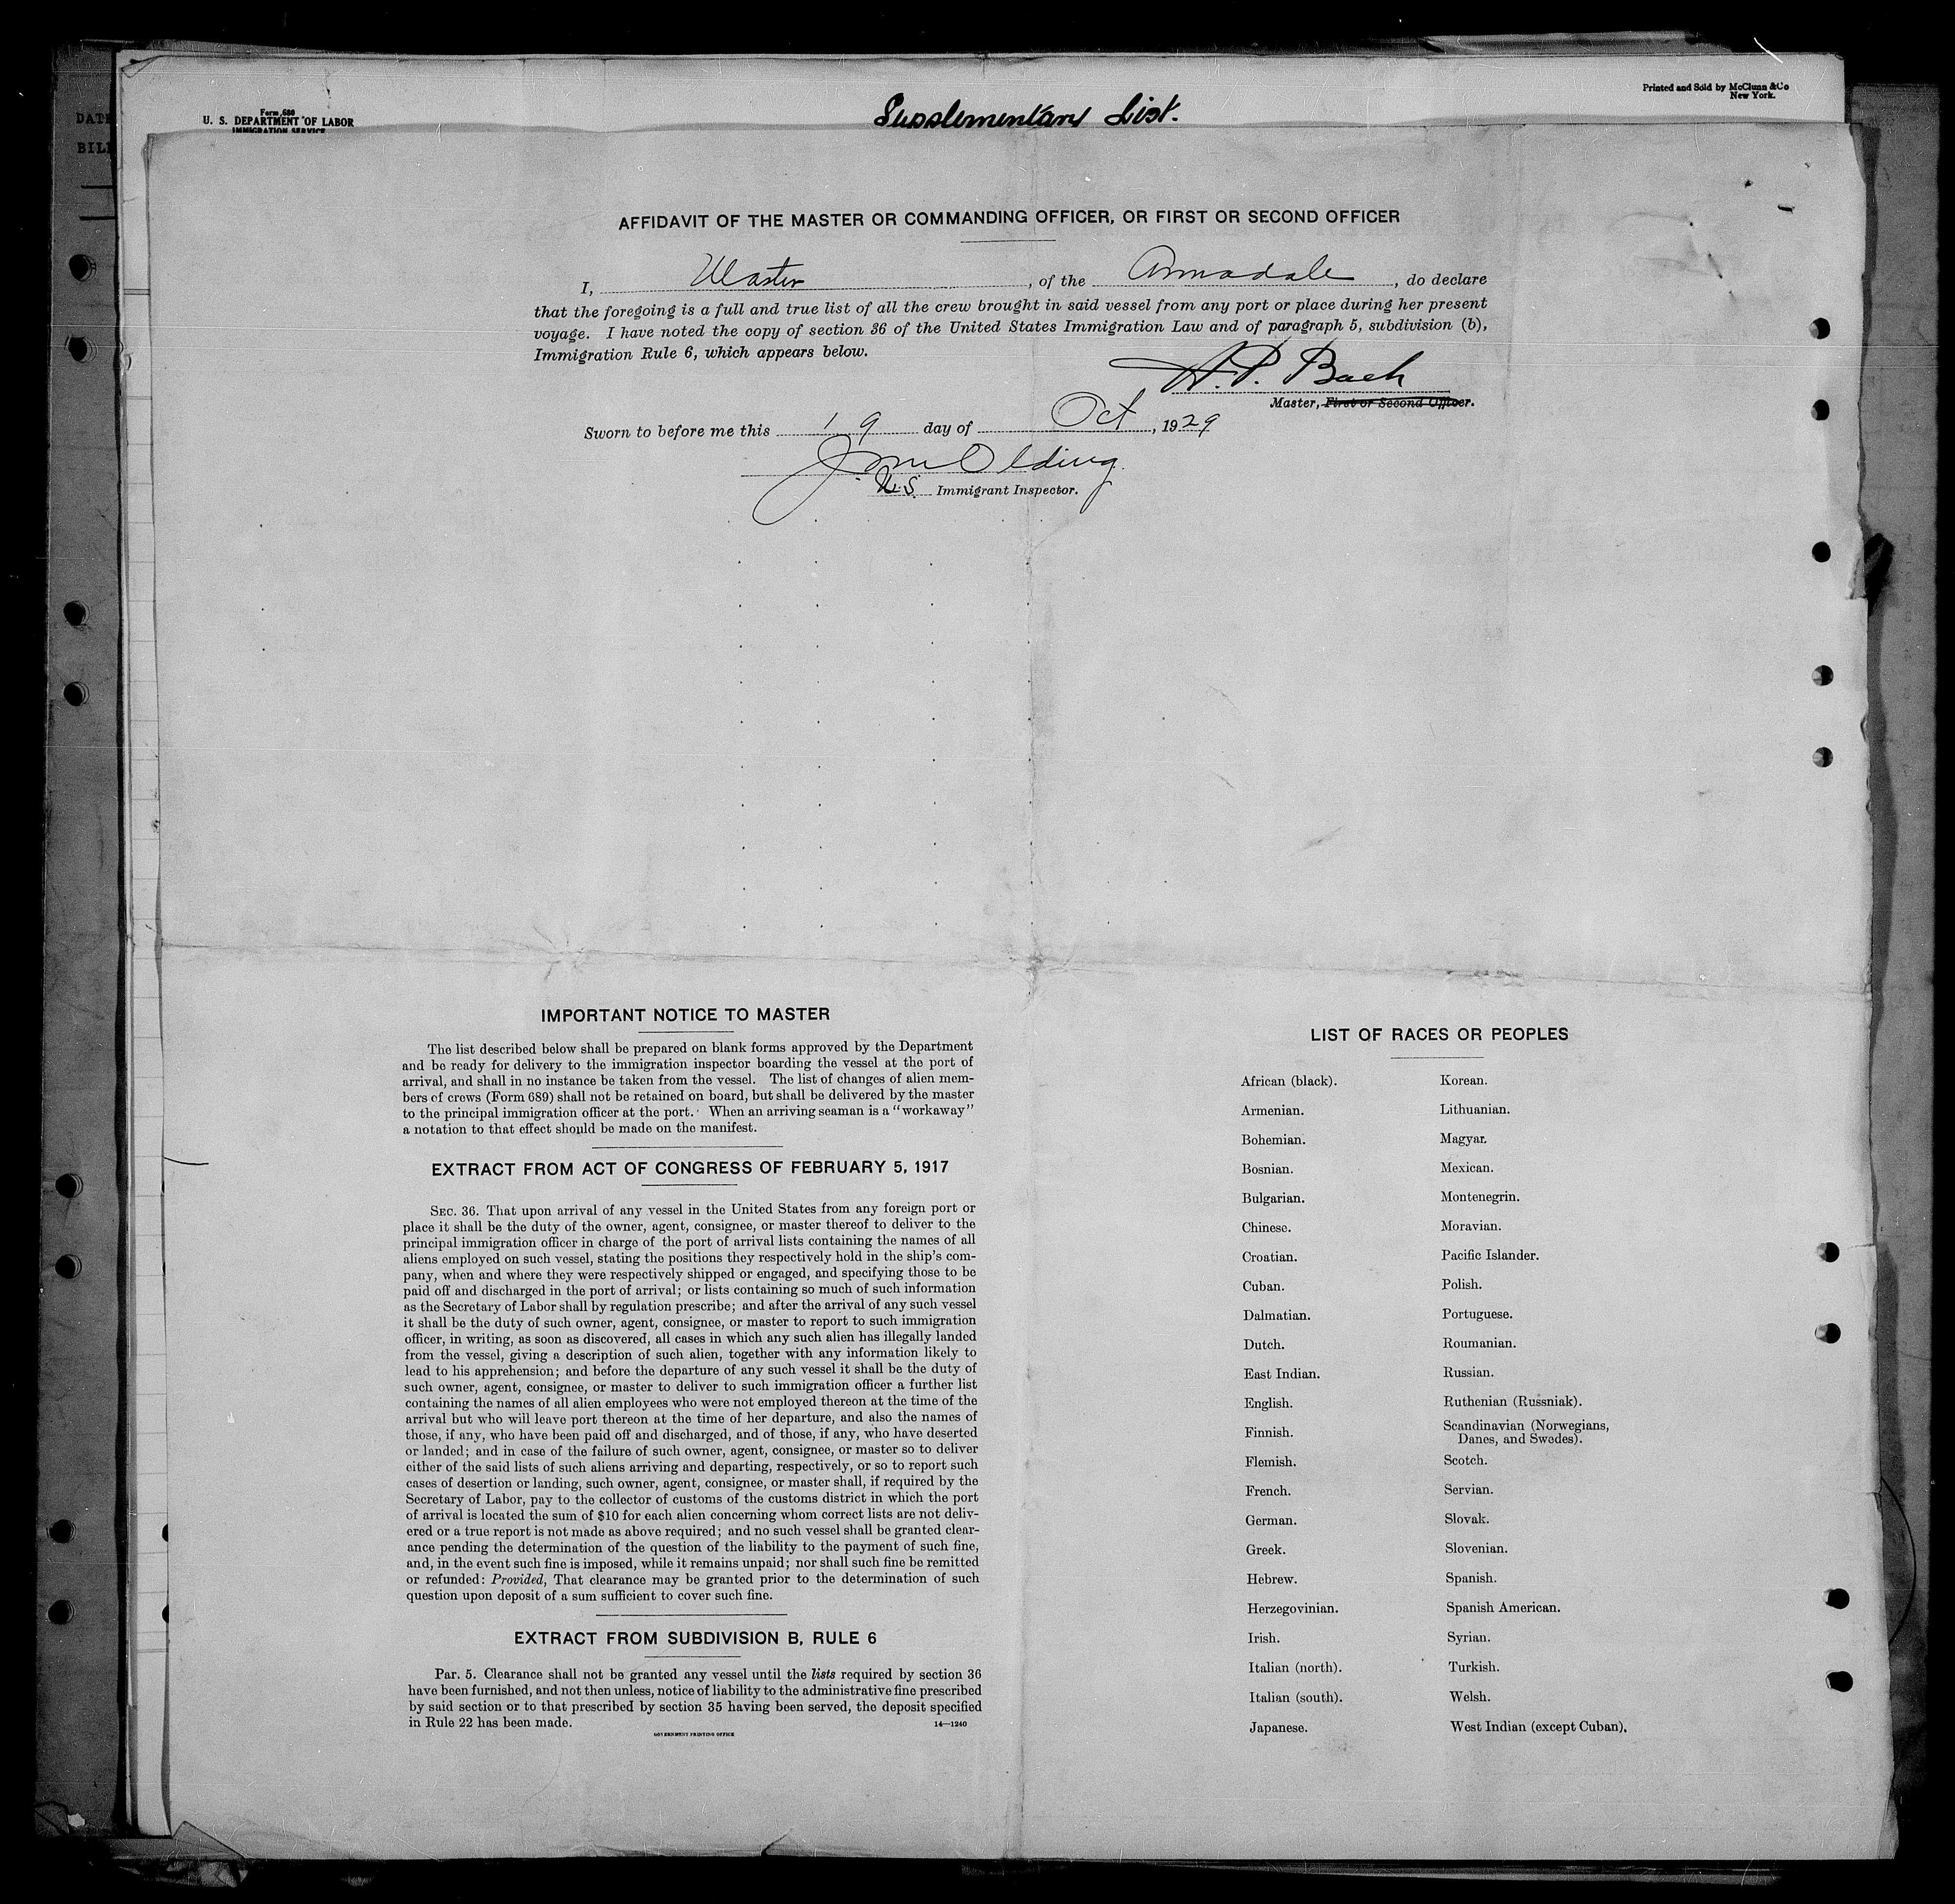 DATE
BILL
Form 680
U. S. DEPARTMENT OF LABOR
IMMIGRATION SERVICE
Supplementary List.
Printed and Sold by McClunn & Co
New York.
AFFIDAVIT OF THE MASTER OR COMMANDING OFFICER, OR FIRST OR SECOND OFFICER
I, Master, of the Armadale, do declare
that the foregoing is a full and true list of all the crew brought in said vessel from any port or place during her present
voyage. I have noted the copy of section 36 of the United States Immigration Law and of paragraph 5, subdivision (b),
Immigration Rule 6, which appears below.
A. P. Bach
Master, First or Second Officer.
Sworn to before me this 19 day of Oct, 1929
Olding
U.S. Immigrant Inspector.
IMPORTANT NOTICE TO MASTER
The list described below shall be prepared on blank forms approved by the Department
and be ready for delivery to the immigration inspector boarding the vessel at the port of
arrival, and shall in no instance be taken from the vessel. The list of changes of alien mem-
bers of crews (Form 689) shall not be retained on board, but shall be delivered by the master
to the principal immigration officer at the port. When an arriving seaman is a "workaway"
a notation to that effect should be made on the manifest.
EXTRACT FROM ACT OF CONGRESS OF FEBRUARY 5, 1917
SEC. 36. That upon arrival of any vessel in the United States from any foreign port or
place it shall be the duty of the owner, agent, consignee, or master thereof to deliver to the
principal immigration officer in charge of the port of arrival lists containing the names of all
aliens employed on such vessel, stating the positions they respectively hold in the ship's com-
pany, when and where they were respectively shipped or engaged, and specifying those to be
paid off and discharged in the port of arrival; or lists containing so much of such information
as the Secretary of Labor shall by regulation prescribe; and after the arrival of any such vessel
it shall be the duty of such owner, agent, consignee, or master to report to such immigration
officer, in writing, as soon as discovered, all cases in which any such alien has illegally landed
from the vessel, giving a description of such alien, together with any information likely to
lead to his apprehension; and before the departure of any such vessel it shall be the duty of
such owner, agent, consignee, or master to deliver to such immigration officer a further list
containing the names of all alien employees who were not employed thereon at the time of the
arrival but who will leave port thereon at the time of her departure, and also the names of
those, if any, who have been paid off and discharged, and of those, if any, who have deserted
or landed; and in case of the failure of such owner, agent, consignee, or master so to deliver
either of the said lists of such aliens arriving and departing, respectively, or so to report such
cases of desertion or landing, such owner, agent, consignee, or master shall, if required by the
Secretary of Labor, pay to the collector of customs of the customs district in which the port
of arrival is located the sum of $10 for each alien concerning whom correct lists are not deliv-
ered or a true report is not made as above required; and no such vessel shall be granted clear-
ance pending the determination of the question of the liability to the payment of such fine,
and, in the event such fine is imposed, while it remains unpaid; nor shall such fine be remitted
or refunded: Provided, That clearance may be granted prior to the determination of such
question upon deposit of a sum sufficient to cover such fine.
EXTRACT FROM SUBDIVISION B, RULE 6
Par. 5. Clearance shall not be granted any vessel until the lists required by section 36
have been furnished, and not then unless, notice of liability to the administrative fine prescribed
by said section or to that prescribed by section 35 having been served, the deposit specified
in Rule 22 has been made.
14—1240
GOVERNMENT PRINTING OFFICE
LIST OF RACES OR PEOPLES
African (black). Korean.
Armenian. Lithuanian.
Bohemian. Magyar.
Bosnian. Mexican.
Bulgarian. Montenegrin.
Chinese. Moravian.
Croatian. Pacific Islander.
Cuban. Polish.
Dalmatian. Portuguese.
Dutch. Roumanian.
East Indian. Russian.
English. Ruthenian (Russniak).
Finnish. Scandinavian (Norwegians,
Danes, and Swedes).
Flemish. Scotch.
French. Servian.
German. Slovak.
Greek. Slovenian.
Hebrew. Spanish.
Herzegovinian. Spanish American.
Irish. Syrian.
Italian (north). Turkish.
Italian (south). Welsh.
Japanese. West Indian (except Cuban).